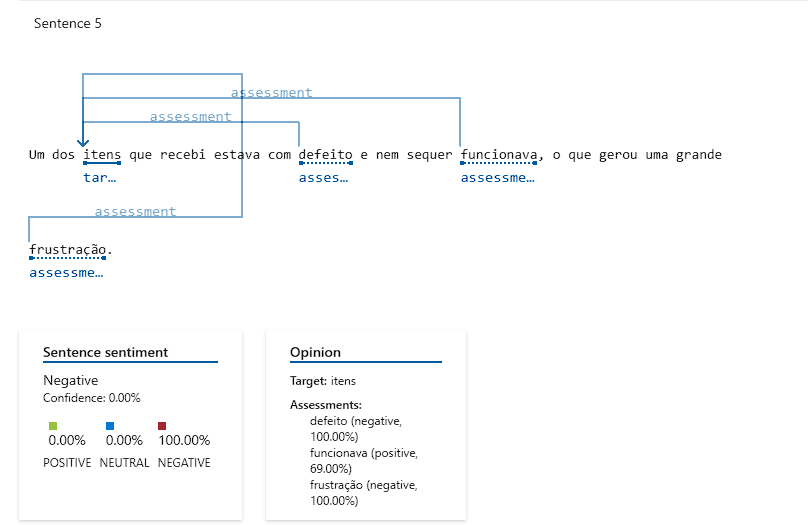 Sentence 5
assessment
assessment
Um dos itens que recebi estava com defeito e nem sequer funcionava, o que gerou uma grande
tar… asses… assessme…
assessment
frustração.
assessme…
Sentence sentiment
Negative
Confidence: 0.00%
0.00% 0.00% 100.00%
POSITIVE NEUTRAL NEGATIVE
Opinion
Target: itens
Assessments:
defeito (negative,
100.00%)
funcionava (positive,
69.00%)
frustração (negative,
100.00%)